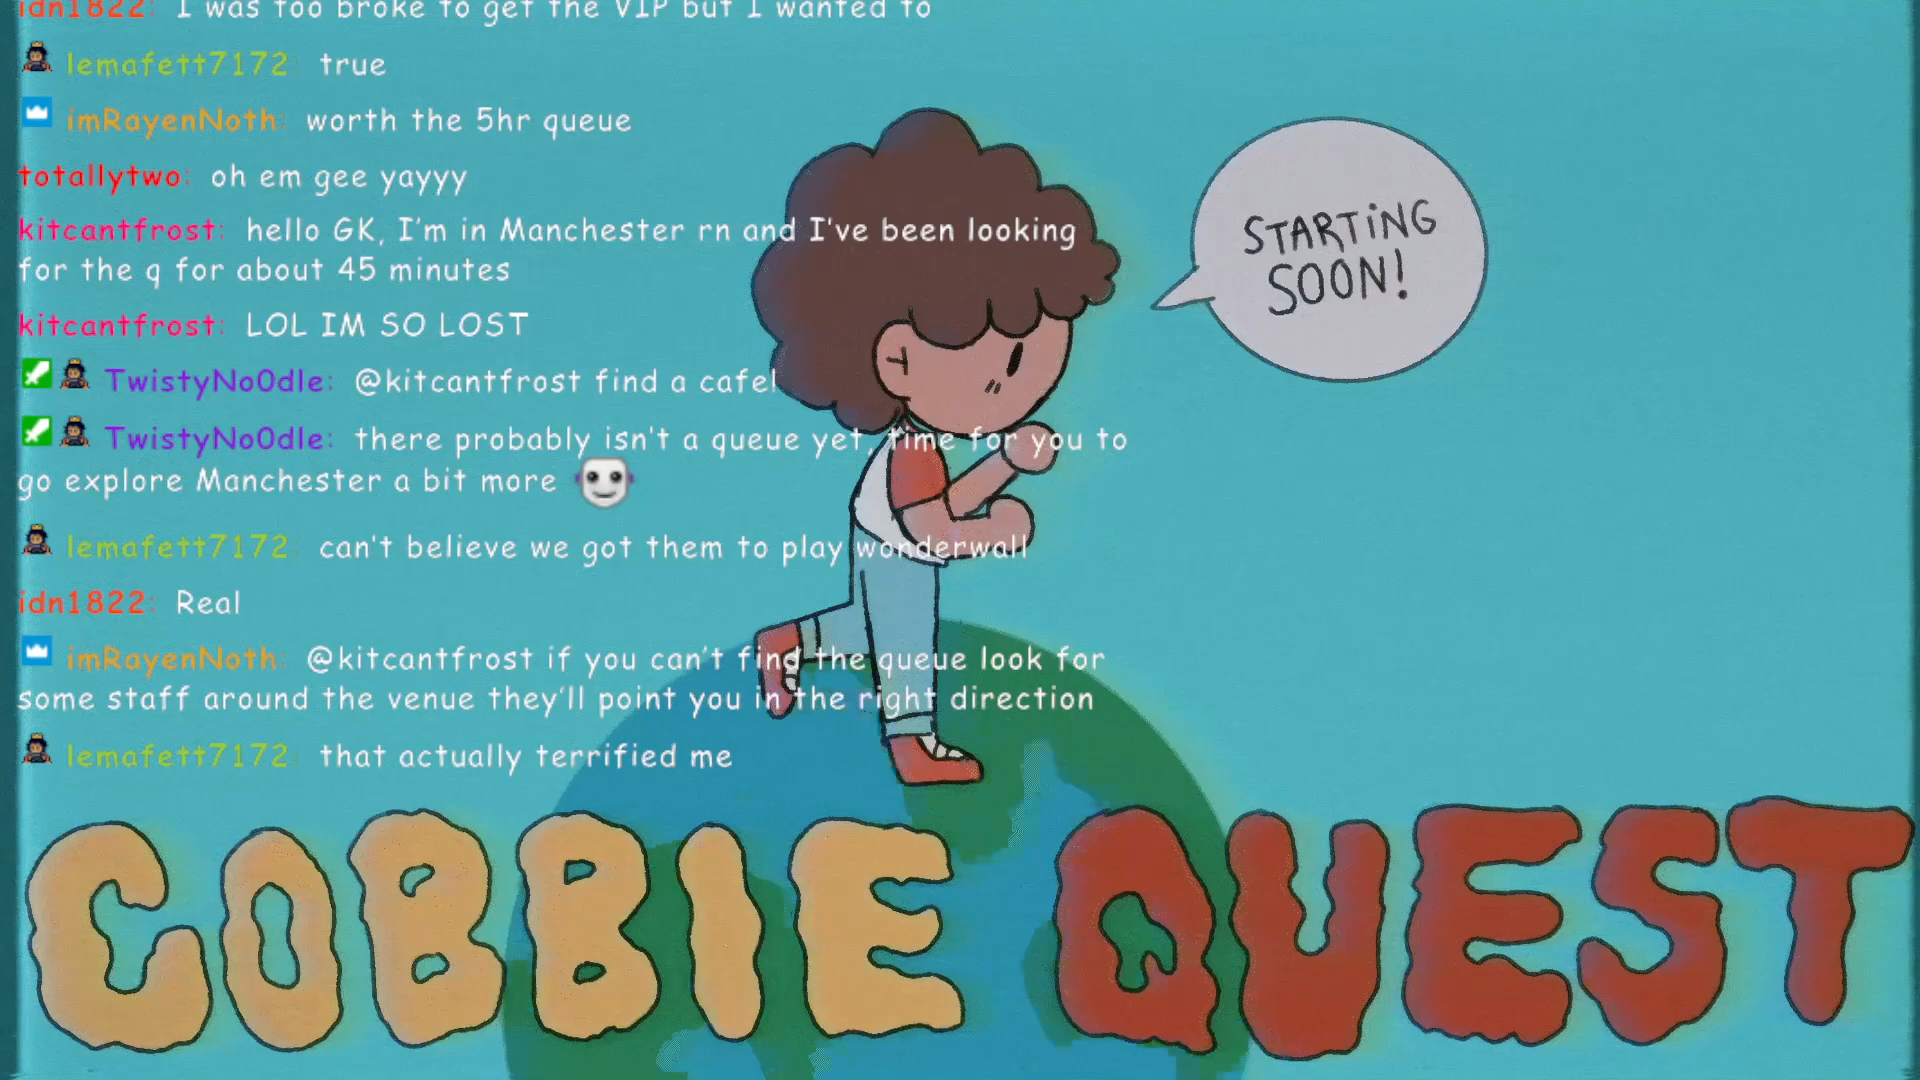 idn1822: I was too broke to get the VIP but I wanted to
lemafett7172: true
imRayenNoth: worth the 5hr queue
totallytwo: oh em gee yayyy
kitcantfrost: hello GK, I'm in Manchester rn and I've been looking
for the q for about 45 minutes
kitcantfrost: LOL IM SO LOST
TwistyNo0dle: @kitcantfrost find a cafe!
TwistyNo0dle: there probably isn't a queue yet, time for you to
go explore Manchester a bit more
lemafett7172: can't believe we got them to play wonderwall
idn1822: Real
imRayenNoth: @kitcantfrost if you can't find the queue look for
some staff around the venue they'll point you in the right direction
lemafett7172: that actually terrified me
STARTING
SOON!
COBBIE QUEST